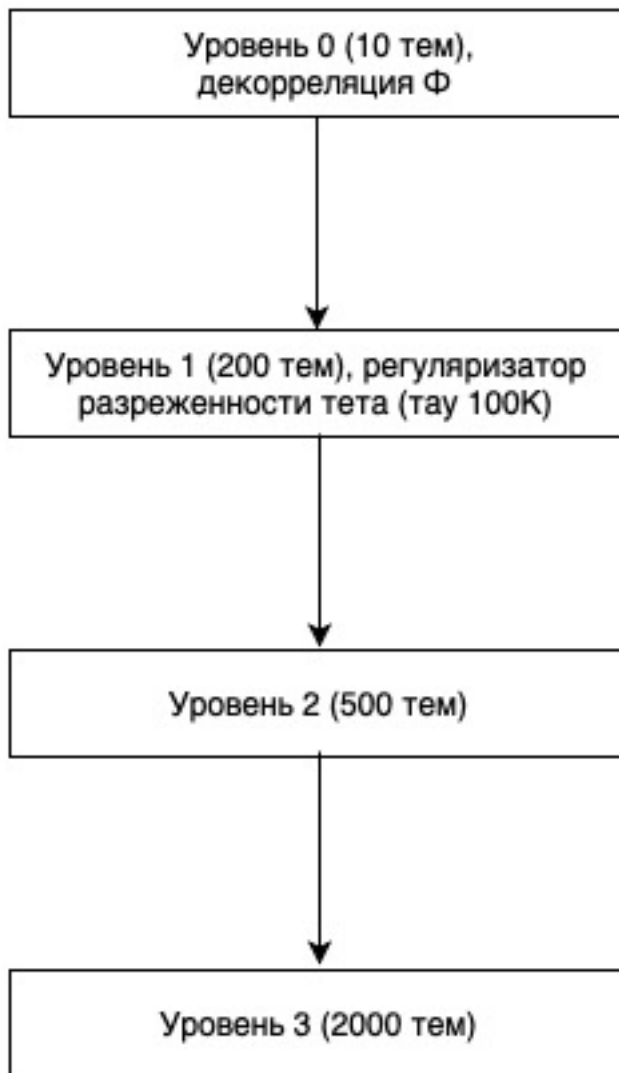 Уровень 0 (10 тем),
декорреляция Ф
Уровень 1 (200 тем), регуляризатор
разреженности тета (тау 100К)
Уровень 2 (500 тем)
Уровень 3 (2000 тем)